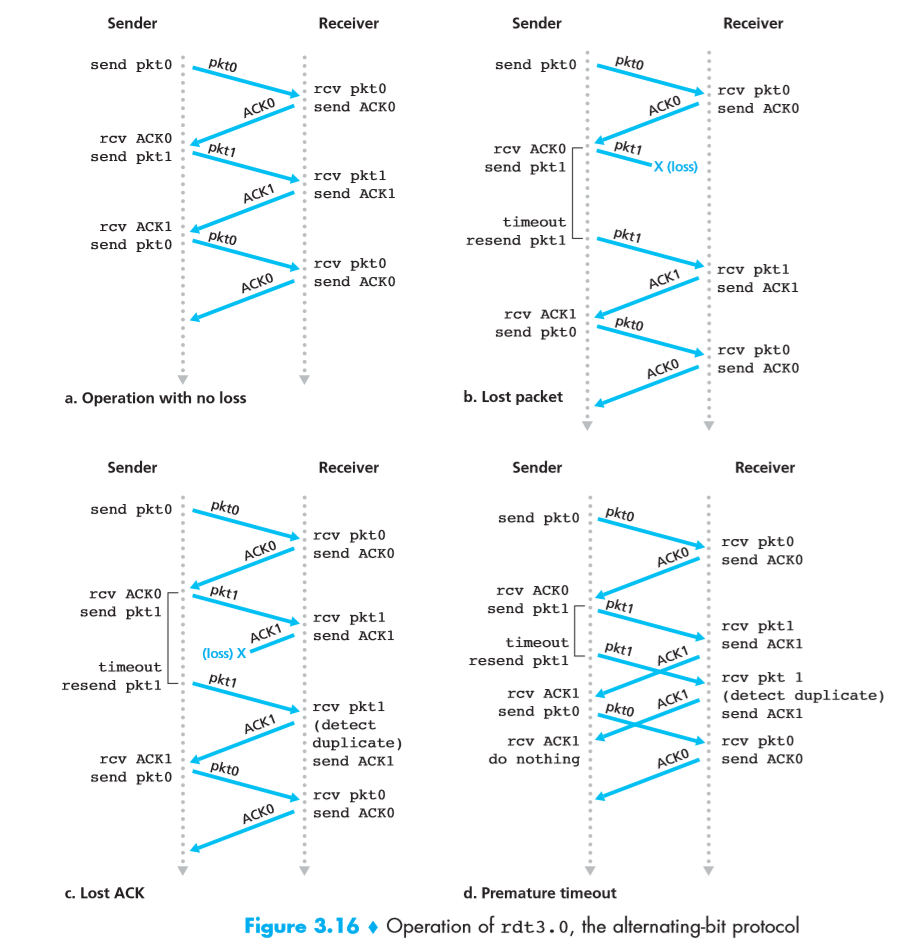 Sender
Receiver
send pkt0
pkt0
rcv pkt0
send ACK0
ACK0
rcv ACK0
send pkt1
pkt1
rcv pkt1
send ACK1
ACK1
rcv ACK1
send pkt0
pkt0
rcv pkt0
send ACK0
ACK0
a. Operation with no loss
Sender
Receiver
send pkt0
pkt0
rcv pkt0
send ACK0
ACK0
rcv ACK0
send pkt1
pkt1
X (loss)
timeout
resend pkt1
pkt1
rcv pkt1
send ACK1
ACK1
rcv ACK1
send pkt0
pkt0
rcv pkt0
send ACK0
ACK0
b. Lost packet
Sender
Receiver
send pkt0
pkt0
rcv pkt0
send ACK0
ACK0
rcv ACK0
send pkt1
pkt1
rcv pkt1
send ACK1
ACK1
(loss) X
timeout
resend pkt1
pkt1
rcv pkt1
(detect
duplicate)
send ACK1
ACK1
rcv ACK1
send pkt0
pkt0
rcv pkt0
send ACK0
ACK0
c. Lost ACK
Sender
Receiver
send pkt0
pkt0
rcv pkt0
send ACK0
ACK0
rcv ACK0
send pkt1
pkt1
rcv pkt1
send ACK1
timeout
resend pkt1
pkt1
ACK1
rcv pkt 1
(detect duplicate)
send ACK1
rcv ACK1
send pkt0
pkt0
ACK1
rcv ACK1
do nothing
rcv pkt0
send ACK0
ACK0
d. Premature timeout
Figure 3.16 ♦ Operation of rdt3.0, the alternating-bit protocol